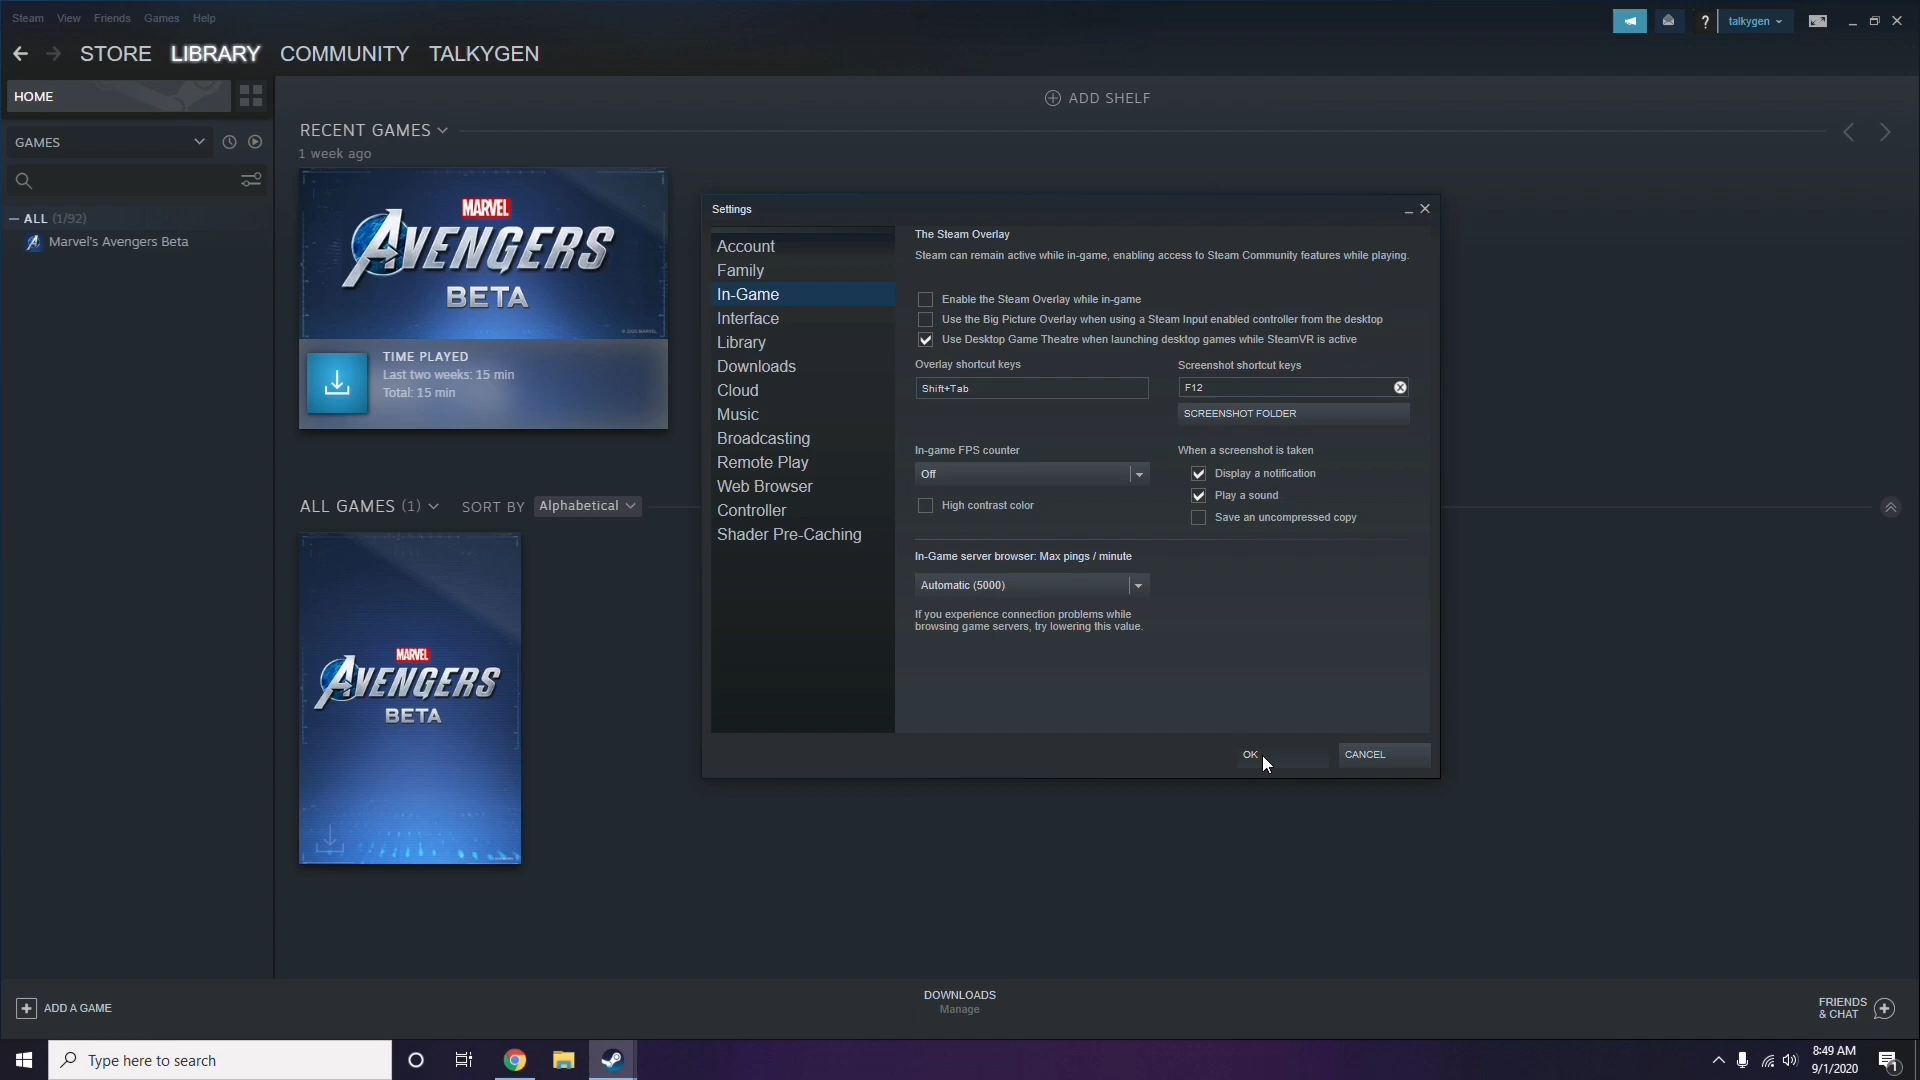 Steam View Friends Games Help
? talkygen
STORE LIBRARY COMMUNITY TALKYGEN
HOME
ADD SHELF
GAMES
RECENT GAMES
1 week ago
ALL (1/92)
Marvel's Avengers Beta
MARVEL
AVENGERS
BETA
TIME PLAYED
Last two weeks: 15 min
Total: 15 min
ALL GAMES (1) SORT BY Alphabetical
MARVEL
AVENGERS
BETA
Settings
Account
Family
In-Game
Interface
Library
Downloads
Cloud
Music
Broadcasting
Remote Play
Web Browser
Controller
Shader Pre-Caching
The Steam Overlay
Steam can remain active while in-game, enabling access to Steam Community features while playing.
Enable the Steam Overlay while in-game
Use the Big Picture Overlay when using a Steam Input enabled controller from the desktop
Use Desktop Game Theatre when launching desktop games while SteamVR is active
Overlay shortcut keys
Shift+Tab
Screenshot shortcut keys
F12
SCREENSHOT FOLDER
In-game FPS counter
Off
High contrast color
When a screenshot is taken
Display a notification
Play a sound
Save an uncompressed copy
In-Game server browser: Max pings / minute
Automatic (5000)
If you experience connection problems while
browsing game servers, try lowering this value.
OK CANCEL
ADD A GAME
DOWNLOADS
Manage
FRIENDS
& CHAT
Type here to search
8:49 AM
9/1/2020
1